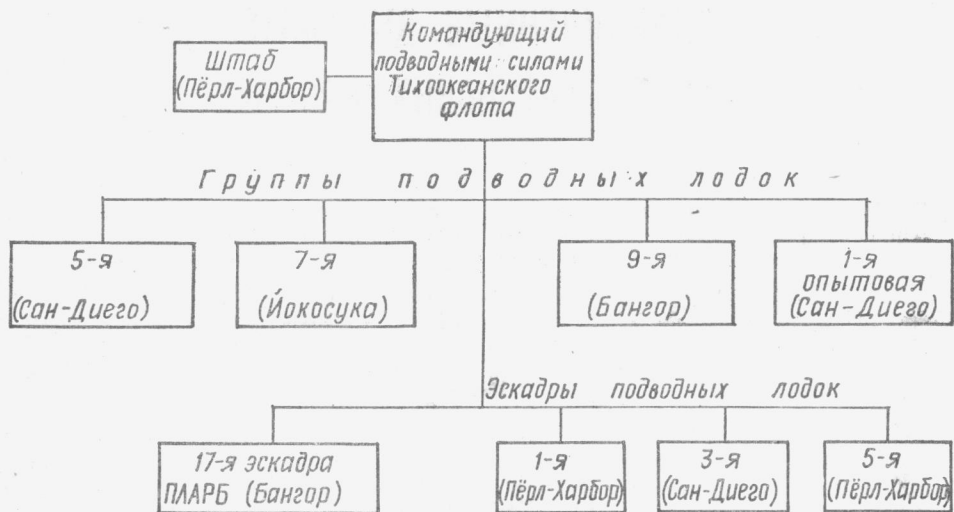 Командующий
подводными силами
Тихоокеанского
флота
Штаб
(Пёрл-Харбор)
Группы подводных лодок
5-я
(Сан-Диего)
7-я
(Йокосука)
9-я
(Бангор)
1-я
опытовая
(Сан-Диего)
Эскадры подводных лодок
17-я эскадра
ПЛАРБ (Бангор)
1-я
(Пёрл-Харбор)
3-я
(Сан-Диего)
5-я
(Пёрл-Харбор)